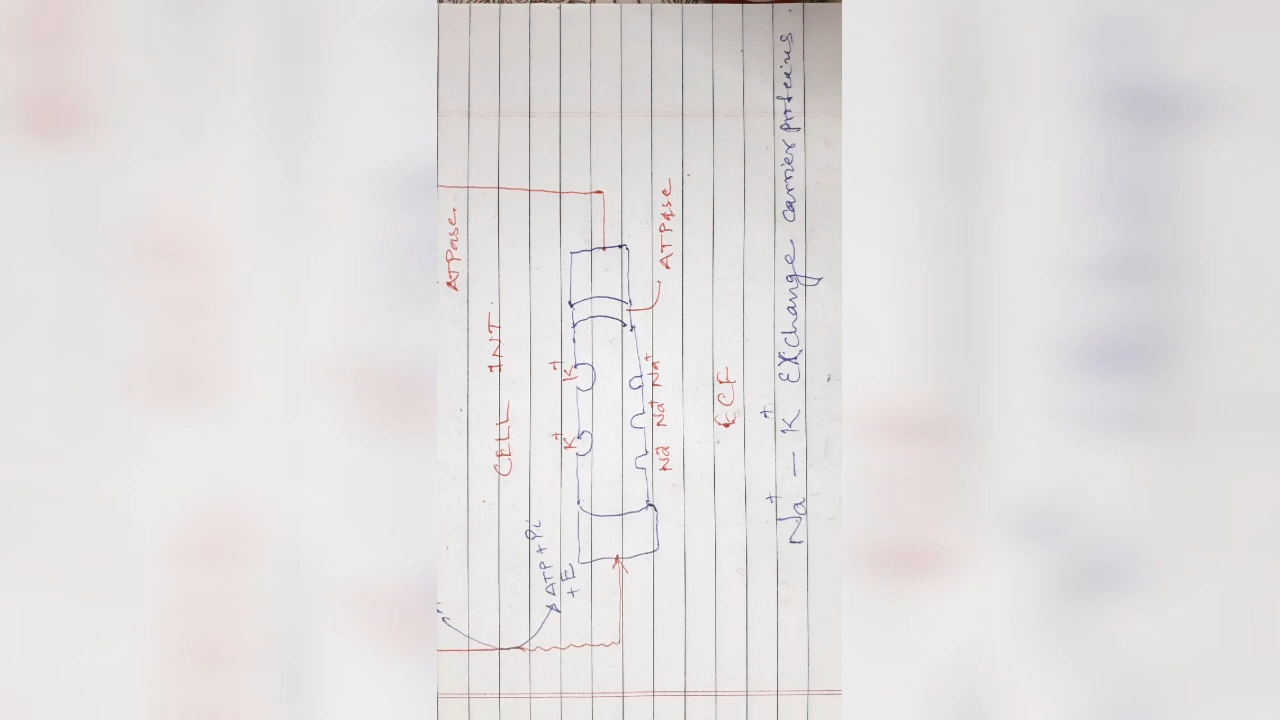 ATPase.
CELL INT.
ATP + Pi
+ E
K+ K+
Na Na+ Na+
ATPase
ECF
Na+ - K+ Exchange carrier proteins.